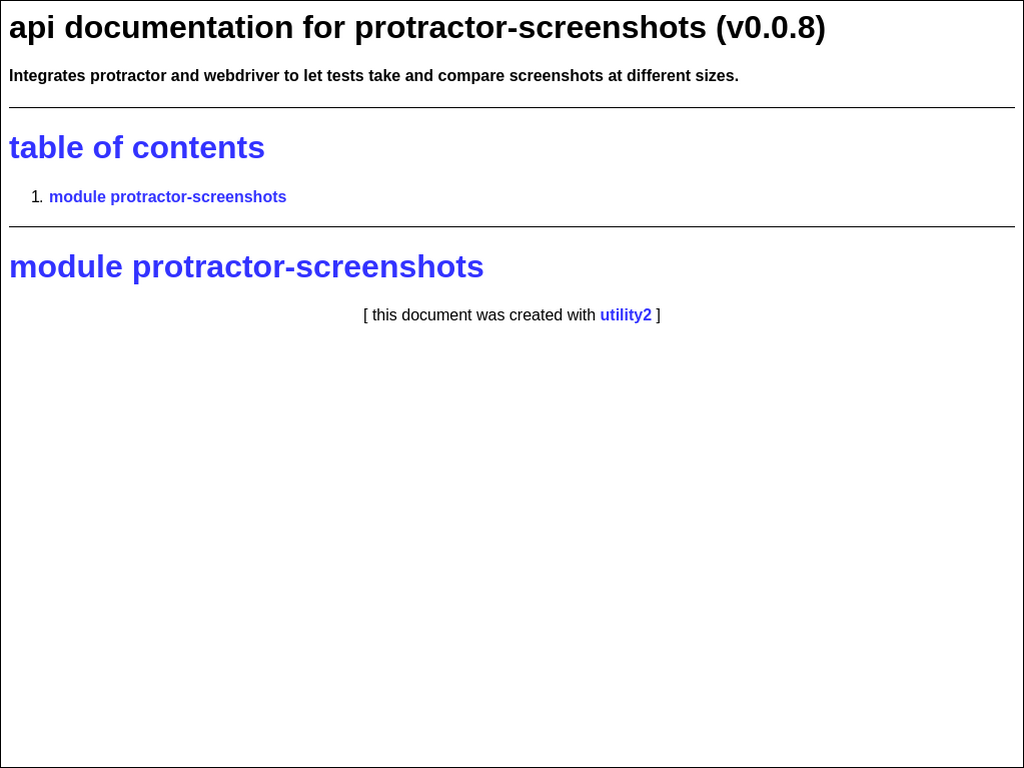 api documentation for protractor-screenshots (v0.0.8)
Integrates protractor and webdriver to let tests take and compare screenshots at different sizes.
table of contents
1. module protractor-screenshots
module protractor-screenshots
[ this document was created with utility2 ]